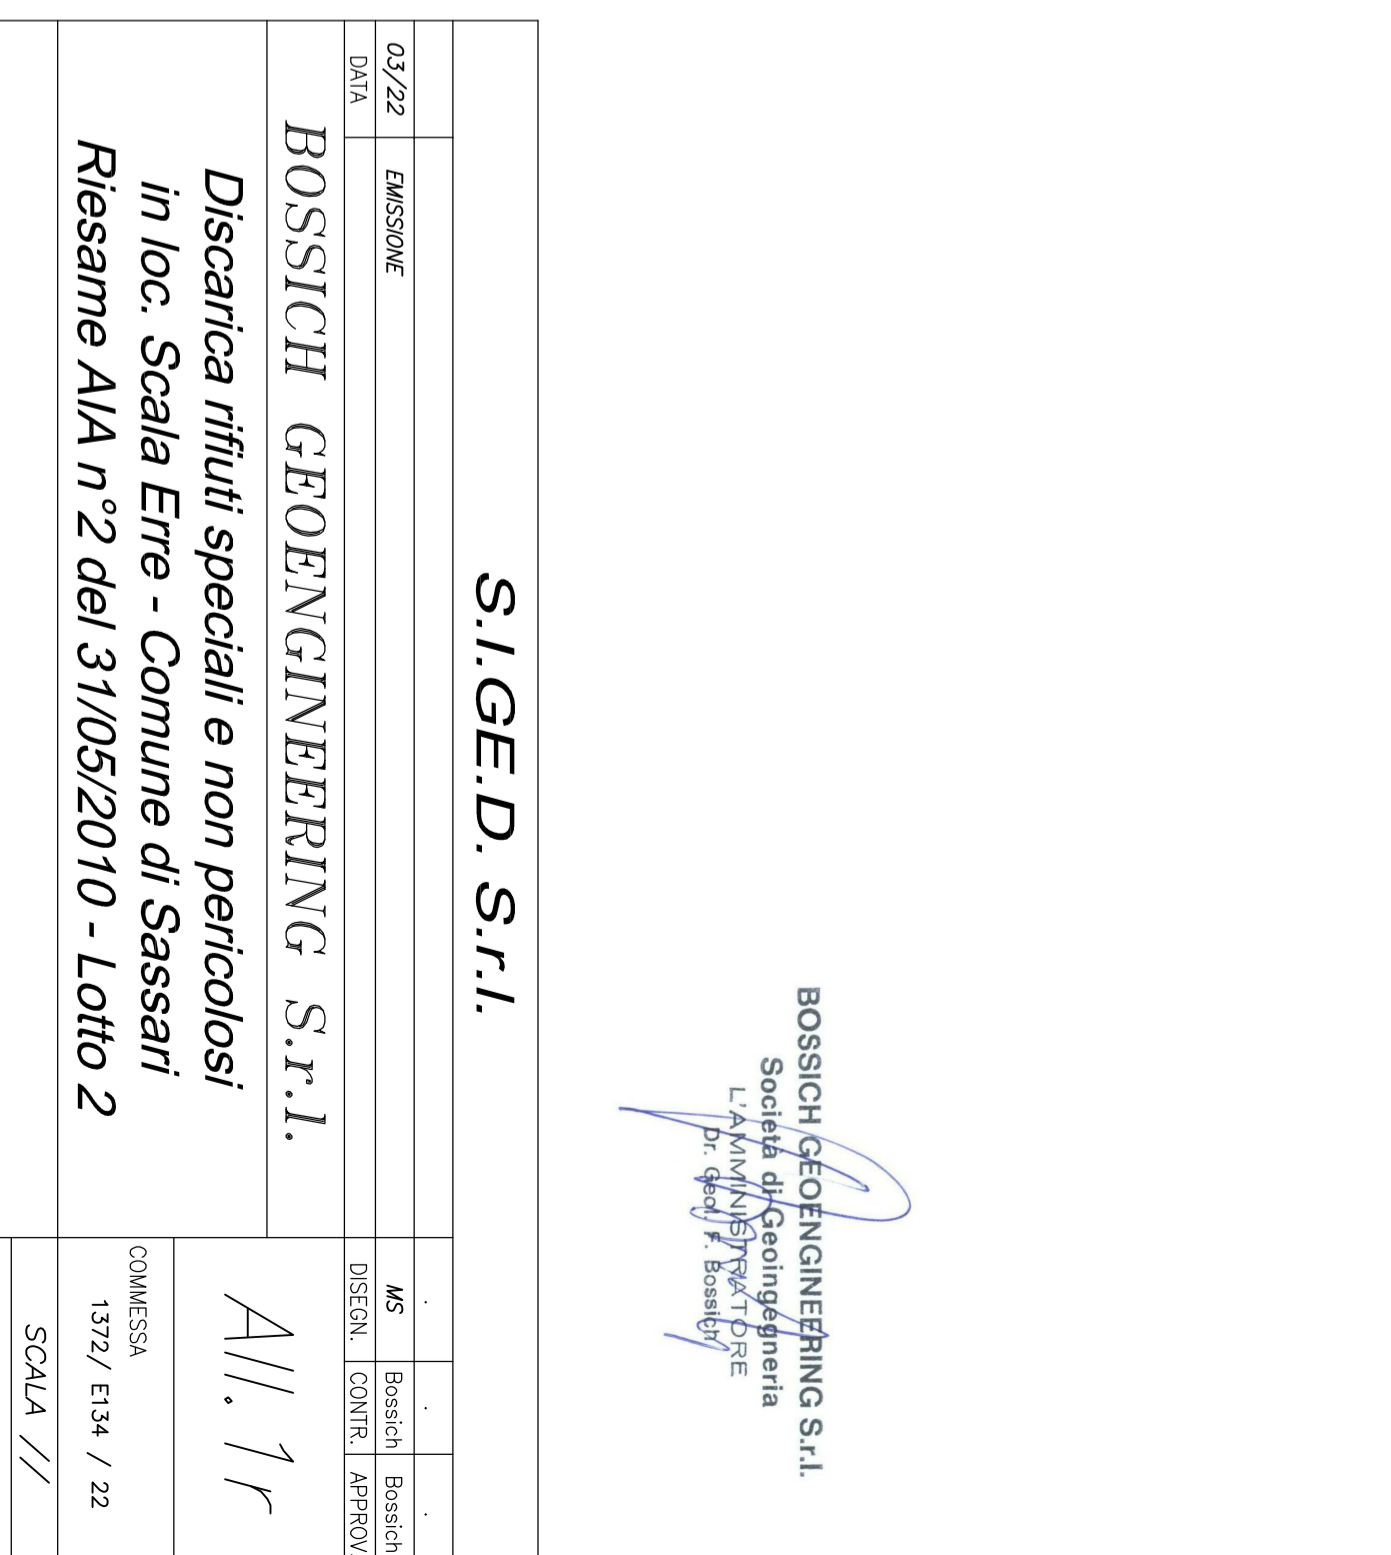 BOSSICH GEOENGINEERING S.r.l.
Società di Geoingegneria
L'AMMINISTRATORE
Dr. Geol. F. Bossich
S.I.GE.D. S.r.l.
03/22 EMISSIONE MS Bossich Bossich
DATA DISEGN. CONTR. APPROV.
BOSSICH GEOENGINEERING S.r.l.
Discarica rifiuti speciali e non pericolosi
in loc. Scala Erre - Comune di Sassari
Riesame AIA n°2 del 31/05/2010 - Lotto 2
All. 1r
COMMESSA
1372/ E134 / 22
SCALA //